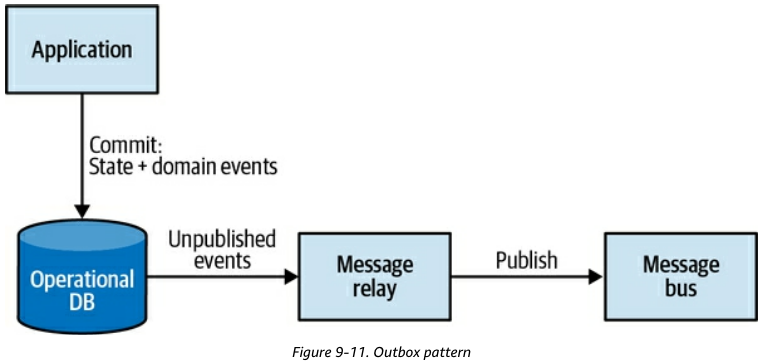 Application
Commit:
State + domain events
Operational
DB
Unpublished
events
Message
relay
Publish
Message
bus
Figure 9-11. Outbox pattern